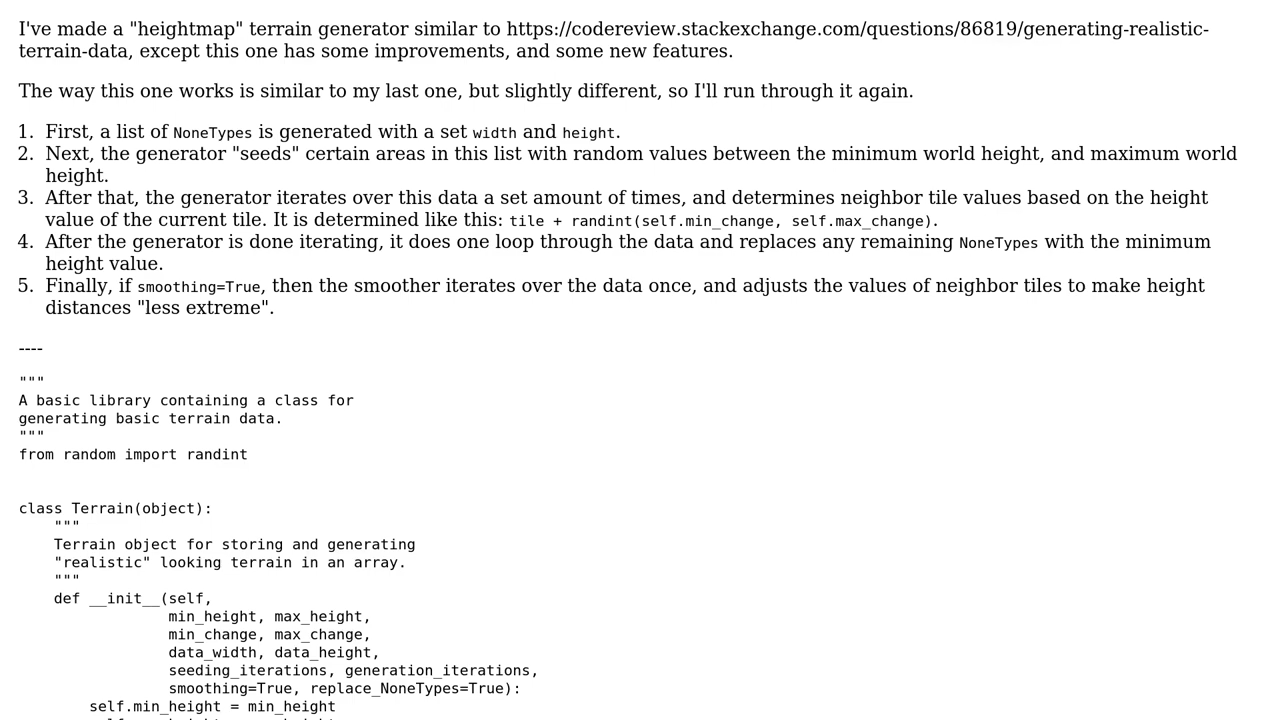 I've made a "heightmap" terrain generator similar to https://codereview.stackexchange.com/questions/86819/generating-realistic-
terrain-data, except this one has some improvements, and some new features.
The way this one works is similar to my last one, but slightly different, so I'll run through it again.
1. First, a list of NoneTypes is generated with a set width and height.
2. Next, the generator "seeds" certain areas in this list with random values between the minimum world height, and maximum world
height.
3. After that, the generator iterates over this data a set amount of times, and determines neighbor tile values based on the height
value of the current tile. It is determined like this: tile + randint(self.min_change, self.max_change).
4. After the generator is done iterating, it does one loop through the data and replaces any remaining NoneTypes with the minimum
height value.
5. Finally, if smoothing=True, then the smoother iterates over the data once, and adjusts the values of neighbor tiles to make height
distances "less extreme".
----
"""
A basic library containing a class for
generating basic terrain data.
"""
from random import randint
class Terrain(object):
    """
    Terrain object for storing and generating
    "realistic" looking terrain in an array.
    """
    def __init__(self,
                 min_height, max_height,
                 min_change, max_change,
                 data_width, data_height,
                 seeding_iterations, generation_iterations,
                 smoothing=True, replace_NoneTypes=True):
        self.min_height = min_height